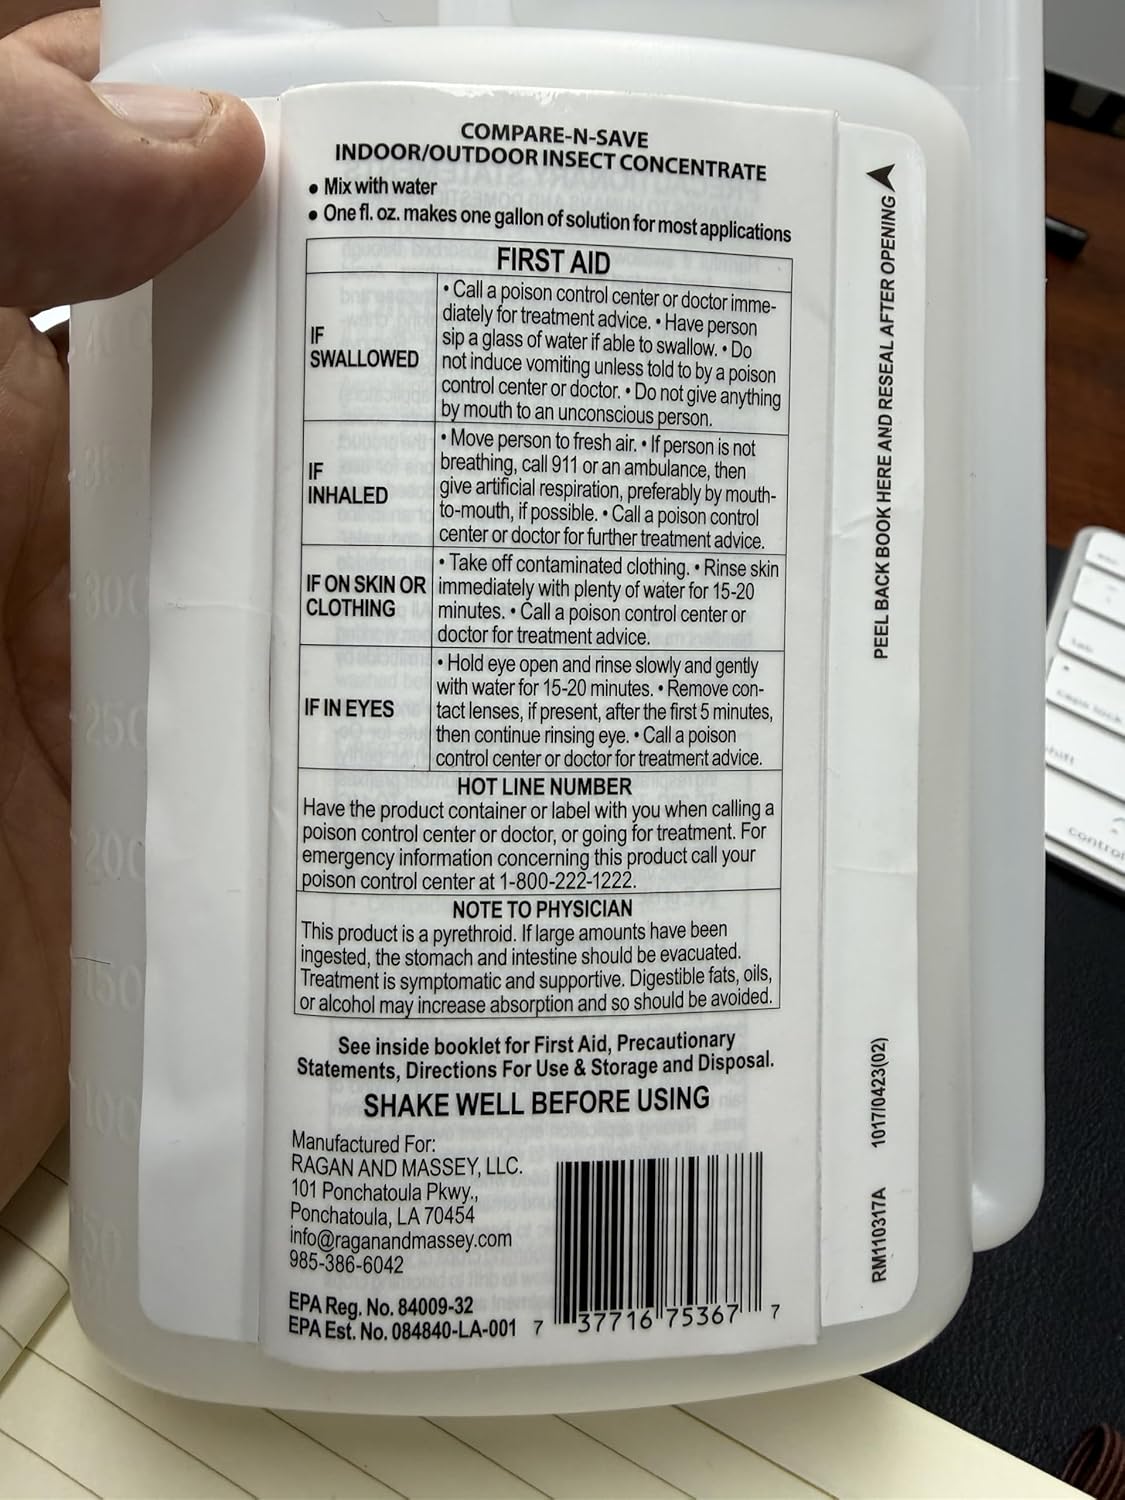 COMPARE-N-SAVE
INDOOR/OUTDOOR INSECT CONCENTRATE
• Mix with water
• One fl. oz. makes one gallon of solution for most applications
FIRST AID
IF
SWALLOWED
• Call a poison control center or doctor imme-
diately for treatment advice. • Have person
sip a glass of water if able to swallow. • Do
not induce vomiting unless told to by a poison
control center or doctor. • Do not give anything
by mouth to an unconscious person.
IF
INHALED
• Move person to fresh air. • If person is not
breathing, call 911 or an ambulance, then
give artificial respiration, preferably by mouth-
to-mouth, if possible. • Call a poison control
center or doctor for further treatment advice.
IF ON SKIN OR
CLOTHING
• Take off contaminated clothing. • Rinse skin
immediately with plenty of water for 15-20
minutes. • Call a poison control center or
doctor for treatment advice.
IF IN EYES
• Hold eye open and rinse slowly and gently
with water for 15-20 minutes. • Remove con-
tact lenses, if present, after the first 5 minutes,
then continue rinsing eye. • Call a poison
control center or doctor for treatment advice.
HOT LINE NUMBER
Have the product container or label with you when calling a
poison control center or doctor, or going for treatment. For
emergency information concerning this product call your
poison control center at 1-800-222-1222.
NOTE TO PHYSICIAN
This product is a pyrethroid. If large amounts have been
ingested, the stomach and intestine should be evacuated.
Treatment is symptomatic and supportive. Digestible fats, oils,
or alcohol may increase absorption and so should be avoided.
See inside booklet for First Aid, Precautionary
Statements, Directions For Use & Storage and Disposal.
SHAKE WELL BEFORE USING
Manufactured For:
RAGAN AND MASSEY, LLC.
101 Ponchatoula Pkwy.,
Ponchatoula, LA 70454
info@raganandmassey.com
985-386-6042
EPA Reg. No. 84009-32
EPA Est. No. 084840-LA-001
7 37716 75367 7
PEEL BACK BOOK HERE AND RESEAL AFTER OPENING
RM110317A 1017/0423(02)
300
250
200
150
100
50
tab
caps lock
shift
control